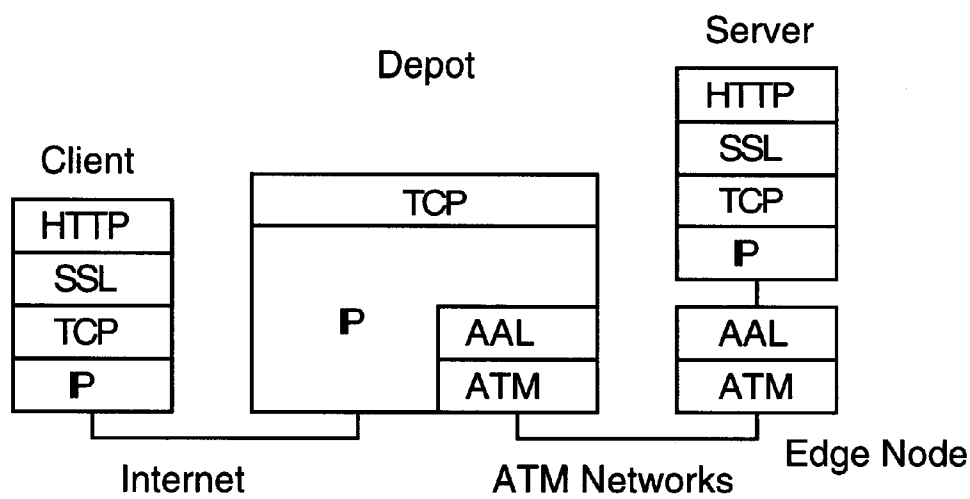 Server
Depot
HTTP
SSL
TCP
IP
Client
HTTP
SSL
TCP
IP
TCP
IP
AAL
ATM
AAL
ATM
Edge Node
Internet
ATM Networks